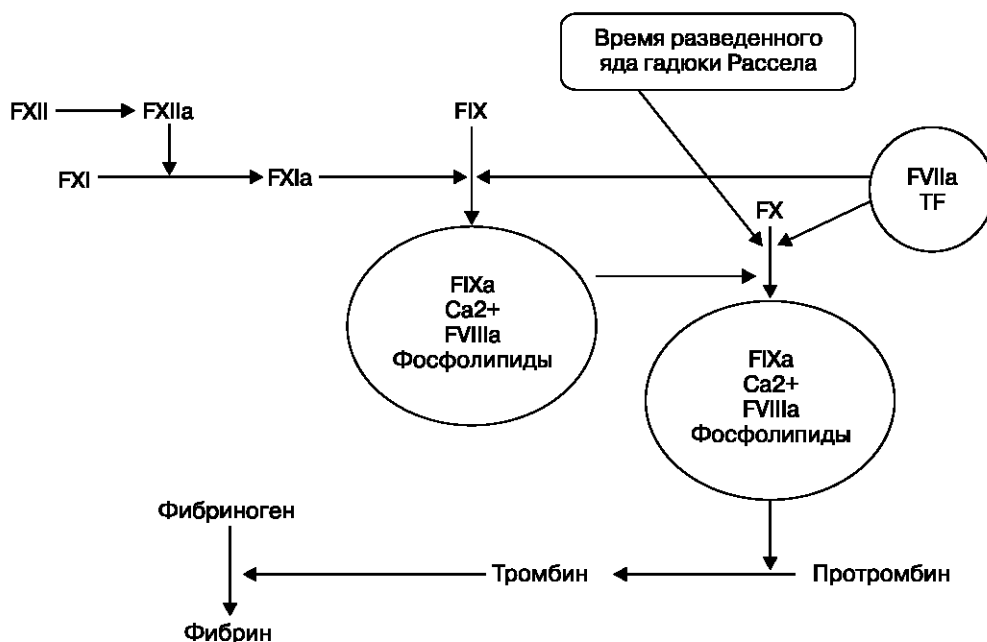 Время разведенного
яда гадюки Рассела
FXII
FXIIa
FIX
FXI
FXIa
FVIIa
TF
FX
FIXa
Ca2+
FVIIIa
Фосфолипиды
FIXa
Ca2+
FVIIIa
Фосфолипиды
Фибриноген
Тромбин
Протромбин
Фибрин